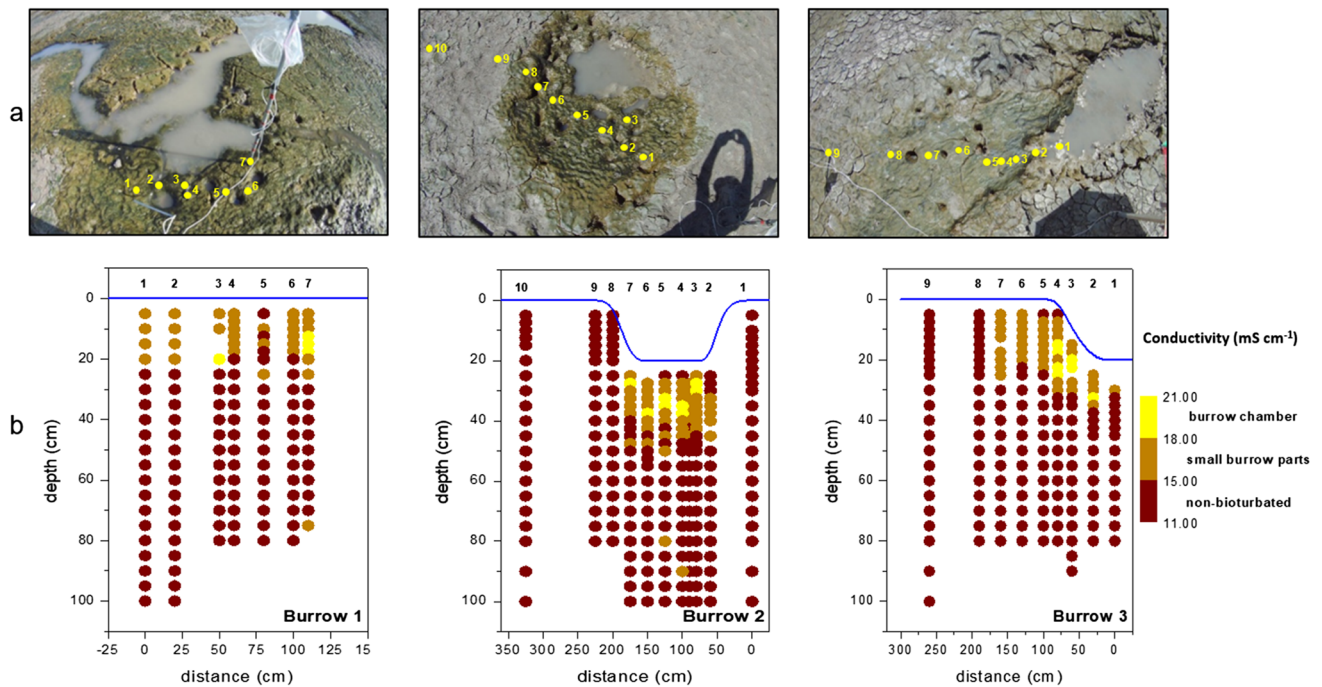 a
1 2 3 4 5 6 7
10 9 8 7 6 5 4 3 2 1
9 8 7 6 5 4 3 2 1
b
1 2 3 4 5 6 7
0
20
40
60
80
100
depth (cm)
Burrow 1
-25 0 25 50 75 100 125 15
distance (cm)
10 9 8 7 6 5 4 3 2 1
0
20
40
60
80
100
depth (cm)
Burrow 2
350 300 250 200 150 100 50 0
distance (cm)
9 8 7 6 5 4 3 2 1
0
20
40
60
80
100
depth (cm)
Burrow 3
300 250 200 150 100 50 0
distance (cm)
Conductivity (mS cm-1)
21.00
burrow chamber
18.00
small burrow parts
15.00
non-bioturbated
11.00